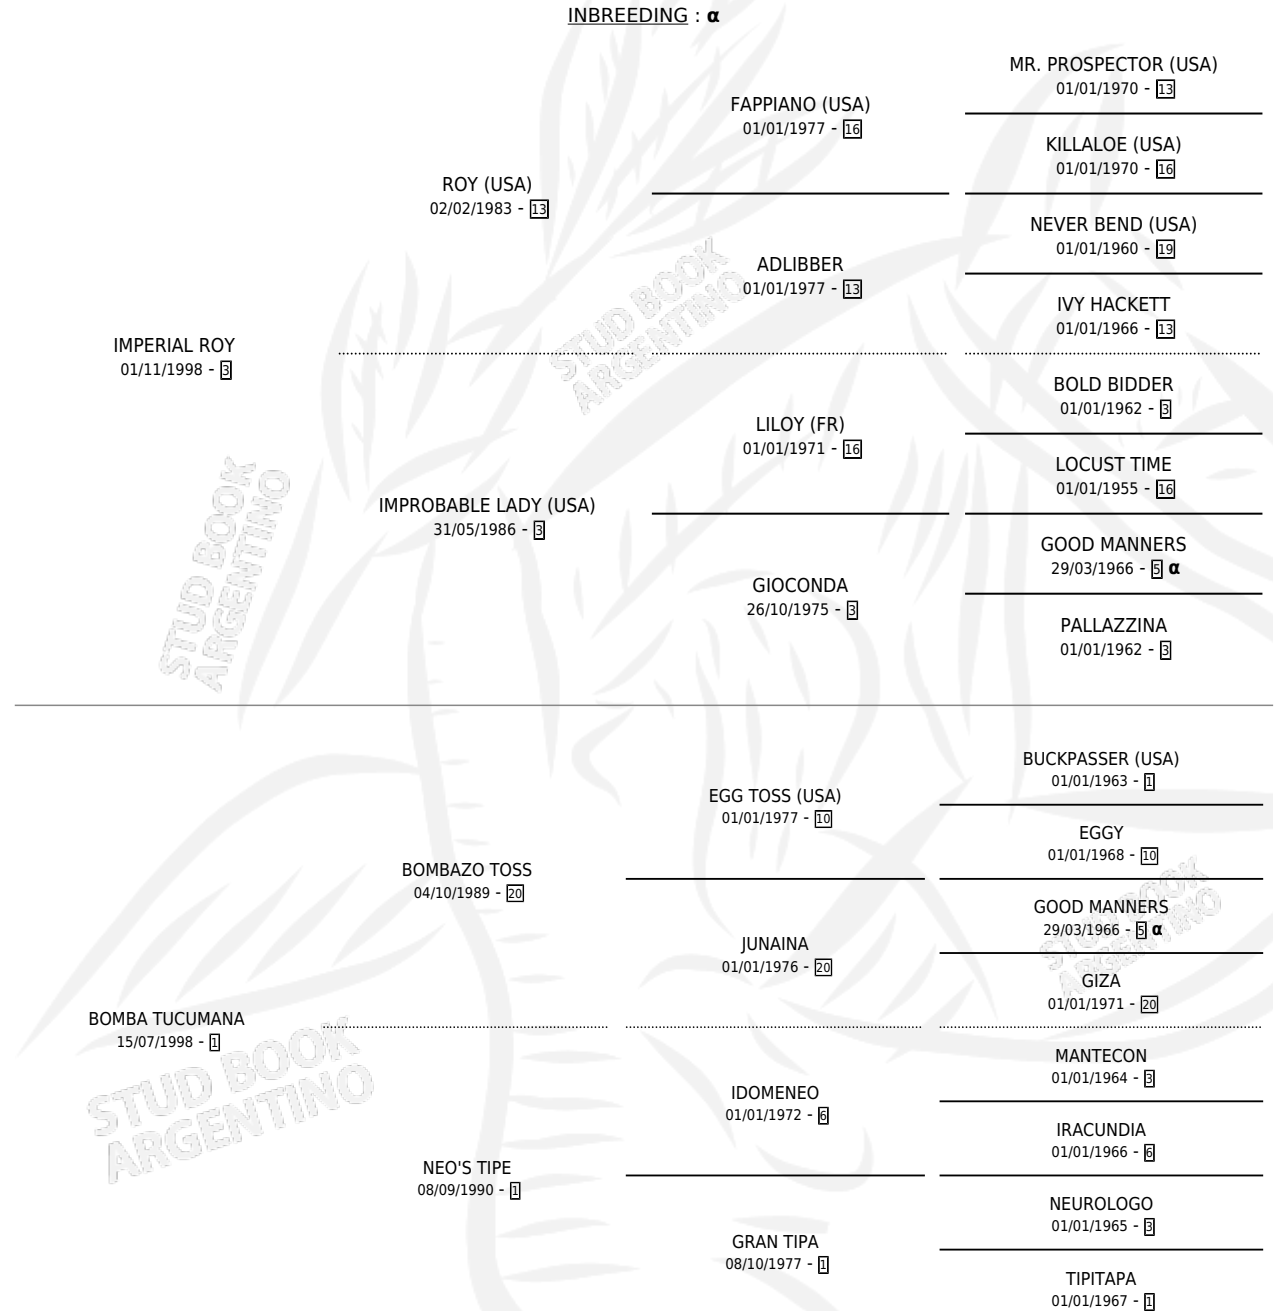 INBREEDING : α
MR. PROSPECTOR (USA)
01/01/1970 - 13
FAPPIANO (USA)
01/01/1977 - 16
KILLALOE (USA)
01/01/1970 - 16
ROY (USA)
02/02/1983 - 13
NEVER BEND (USA)
01/01/1960 - 19
ADLIBBER
01/01/1977 - 13
IVY HACKETT
01/01/1966 - 13
IMPERIAL ROY
01/11/1998 - 3
BOLD BIDDER
01/01/1962 - 3
LILOY (FR)
01/01/1971 - 16
LOCUST TIME
01/01/1955 - 16
IMPROBABLE LADY (USA)
31/05/1986 - 3
GOOD MANNERS
29/03/1966 - 5 α
GIOCONDA
26/10/1975 - 3
PALLAZZINA
01/01/1962 - 3
BUCKPASSER (USA)
01/01/1963 - 1
EGG TOSS (USA)
01/01/1977 - 10
EGGY
01/01/1968 - 10
BOMBAZO TOSS
04/10/1989 - 20
GOOD MANNERS
29/03/1966 - 5 α
JUNAINA
01/01/1976 - 20
GIZA
01/01/1971 - 20
BOMBA TUCUMANA
15/07/1998 - 1
MANTECON
01/01/1964 - 3
IDOMENEO
01/01/1972 - 6
IRACUNDIA
01/01/1966 - 6
NEO'S TIPE
08/09/1990 - 1
NEUROLOGO
01/01/1965 - 3
GRAN TIPA
08/10/1977 - 1
TIPITAPA
01/01/1967 - 1
STUD BOOK
ARGENTINO
STUD BOOK
ARGENTINO
STUD BOOK
ARGENTINO
STUD BOOK
ARGENTINO